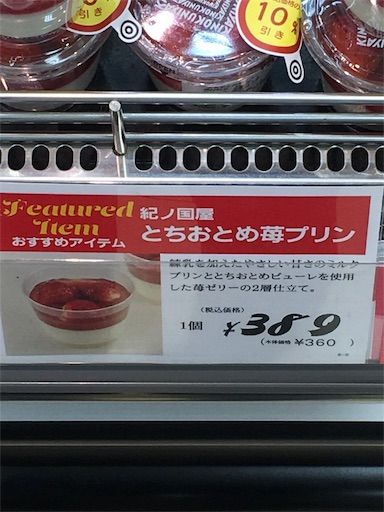 KINOKUNIYA
10%
引き
引き
Featured
Item
おすすめアイテム
紀ノ国屋
とちおとめ苺プリン
練乳を加えたやさしい甘さのミルク
プリンととちおとめピューレを使用
した苺ゼリーの2層仕立て。
(税込価格)
1個 ¥389
(本体価格 ¥360 )